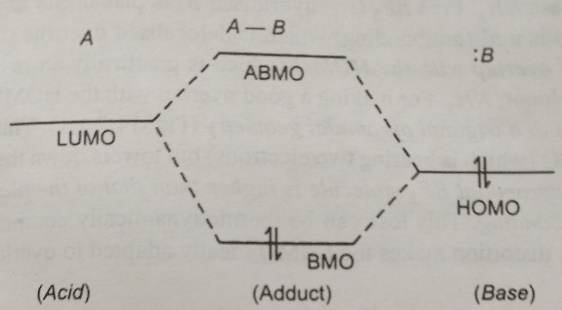 A
A — B
:B
ABMO
LUMO
HOMO
BMO
(Acid)
(Adduct)
(Base)